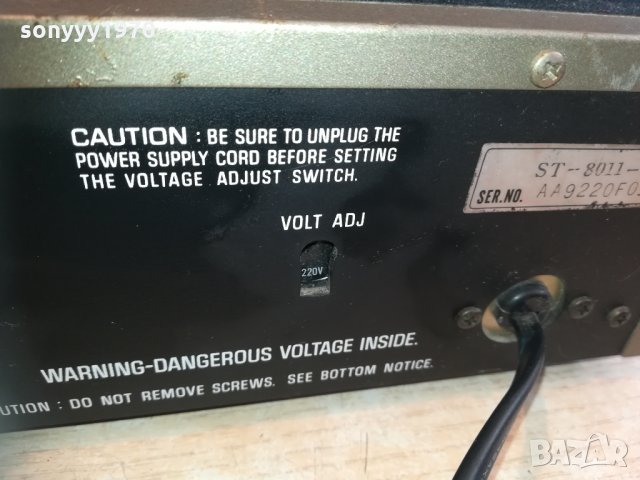 sonyyy1970
CAUTION : BE SURE TO UNPLUG THE
POWER SUPPLY CORD BEFORE SETTING
THE VOLTAGE ADJUST SWITCH.
ST-8011-
SER.NO. AA9220F0
VOLT ADJ
220V
WARNING-DANGEROUS VOLTAGE INSIDE.
UTION : DO NOT REMOVE SCREWS. SEE BOTTOM NOTICE.
BAZAR